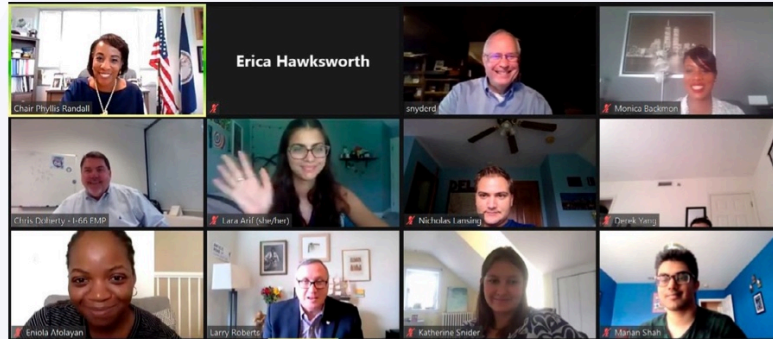 Chair Phyllis Randall
Erica Hawksworth
snyderd
Monica Backmon
Chris Doherty - I-66 EMP
Lara Arif (she/her)
Nicholas Lansing
Derek Yang
Eniola Afolayan
Larry Roberts
Katherine Snider
Manan Shah